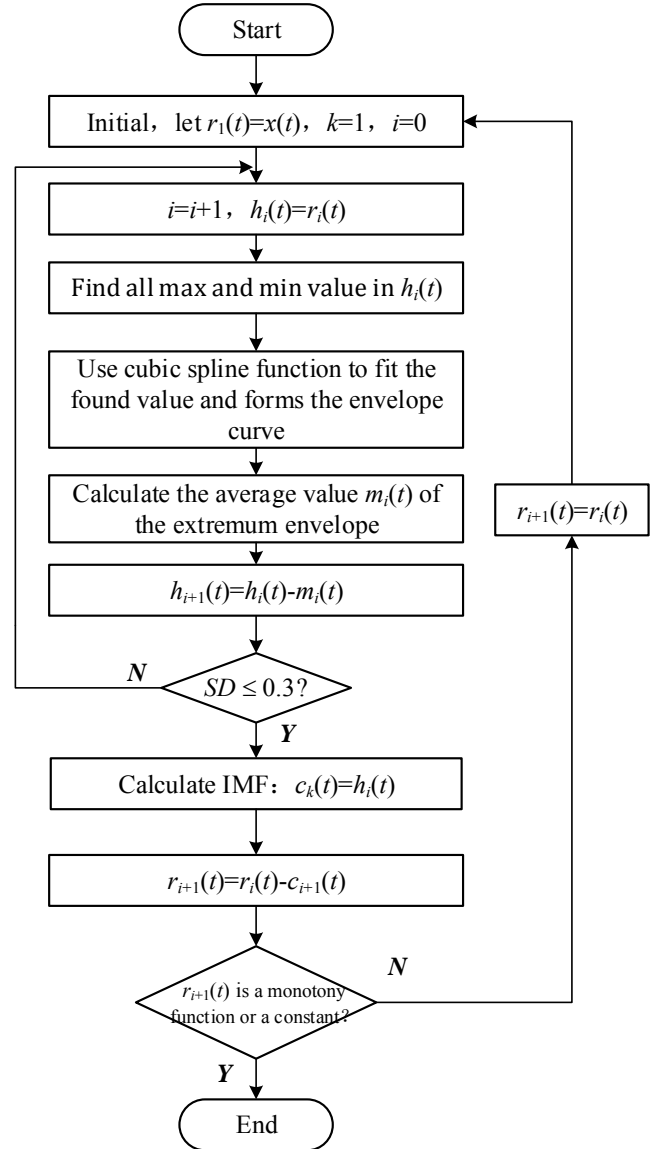 Start
Initial，let r₁(t)=x(t)，k=1，i=0
i=i+1，hᵢ(t)=rᵢ(t)
Find all max and min value in hᵢ(t)
Use cubic spline function to fit the
found value and forms the envelope
curve
Calculate the average value mᵢ(t) of
the extremum envelope
hᵢ₊₁(t)=hᵢ(t)-mᵢ(t)
N
SD ≤ 0.3?
Y
Calculate IMF：cₖ(t)=hᵢ(t)
rᵢ₊₁(t)=rᵢ(t)-cᵢ₊₁(t)
rᵢ₊₁(t) is a monotony
function or a constant?
N
Y
End
rᵢ₊₁(t)=rᵢ(t)